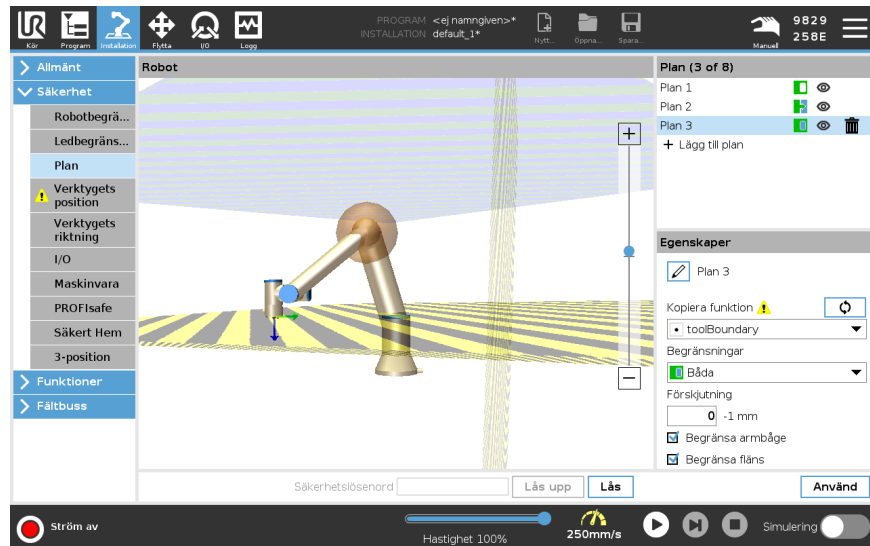 PROGRAM <ej namngiven>*
INSTALLATION default_1*
Kör
Program
Installation
Flytta
I/O
Logg
Nytt...
Öppna...
Spara...
Manuell
9829
258E
Allmänt
Säkerhet
Robotbegrä...
Ledbegräns...
Plan
Verktygets
position
Verktygets
riktning
I/O
Maskinvara
PROFIsafe
Säkert Hem
3-position
Funktioner
Fältbuss
Robot
Plan (3 of 8)
Plan 1
Plan 2
Plan 3
Lägg till plan
Egenskaper
Plan 3
Kopiera funktion
toolBoundary
Begränsningar
Båda
Förskjutning
0 -1 mm
Begränsa armbåge
Begränsa fläns
Säkerhetslösenord
Lås upp
Lås
Använd
Ström av
Hastighet 100%
250mm/s
Simulering